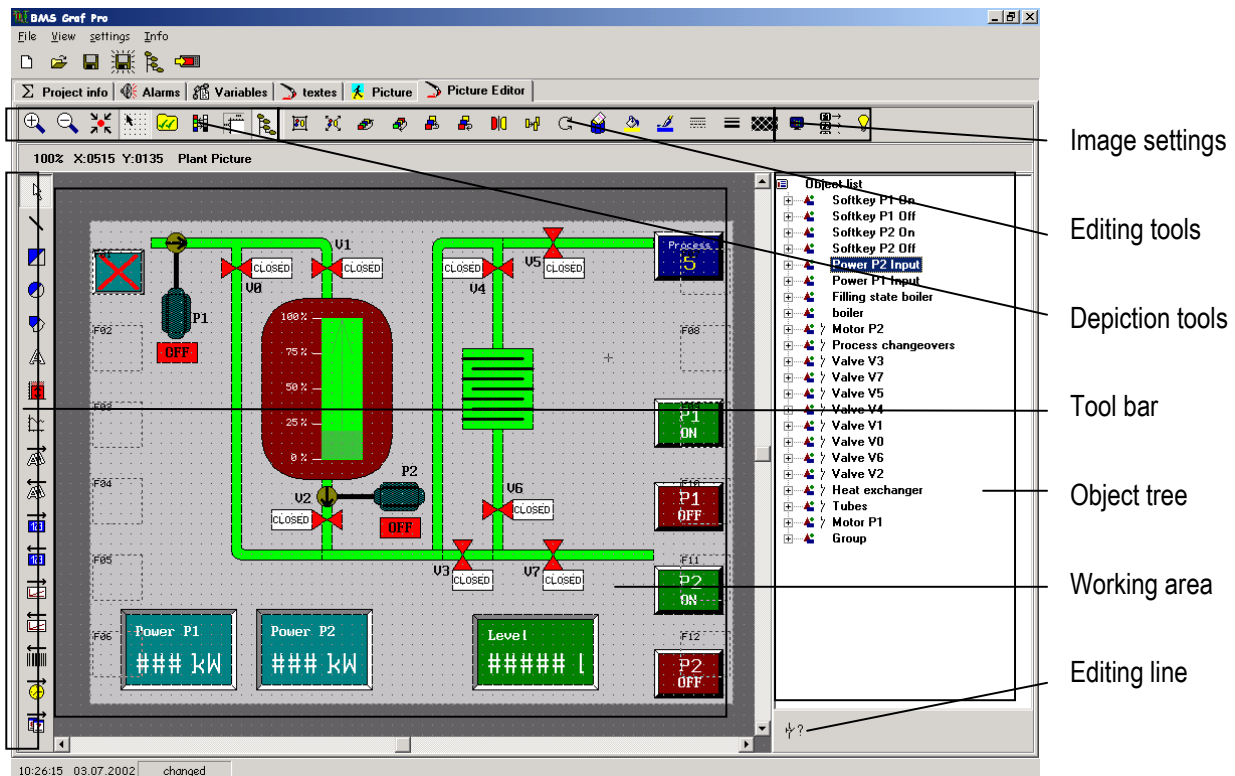 BMS Graf Pro
File View settings Info
Project info Alarms Variables textes Picture Picture Editor
100% X:0515 Y:0135 Plant Picture
Image settings
Editing tools
Depiction tools
Tool bar
Object tree
Working area
Editing line
Object list
Softkey P1 On
Softkey P1 Off
Softkey P2 On
Softkey P2 Off
Power P2 Input
Power P1 Input
Filling state boiler
boiler
Motor P2
Process changeovers
Valve V3
Valve V7
Valve V5
Valve V4
Valve V1
Valve V0
Valve V6
Valve V2
Heat exchanger
Tubes
Motor P1
Group
V1
V5
Process
5
CLOSED
CLOSED
CLOSED
CLOSED
V0
V4
P1
OFF
100%
75%
50%
25%
0%
F02
F08
F03
P1
ON
F04
P2
V2
V6
F10
P1
OFF
CLOSED
OFF
CLOSED
F05
V3
CLOSED
V7
CLOSED
F11
P2
ON
F06
Power P1
### kW
Power P2
### kW
Level
##### l
F12
P2
OFF
10:26:15 03.07.2002 changed